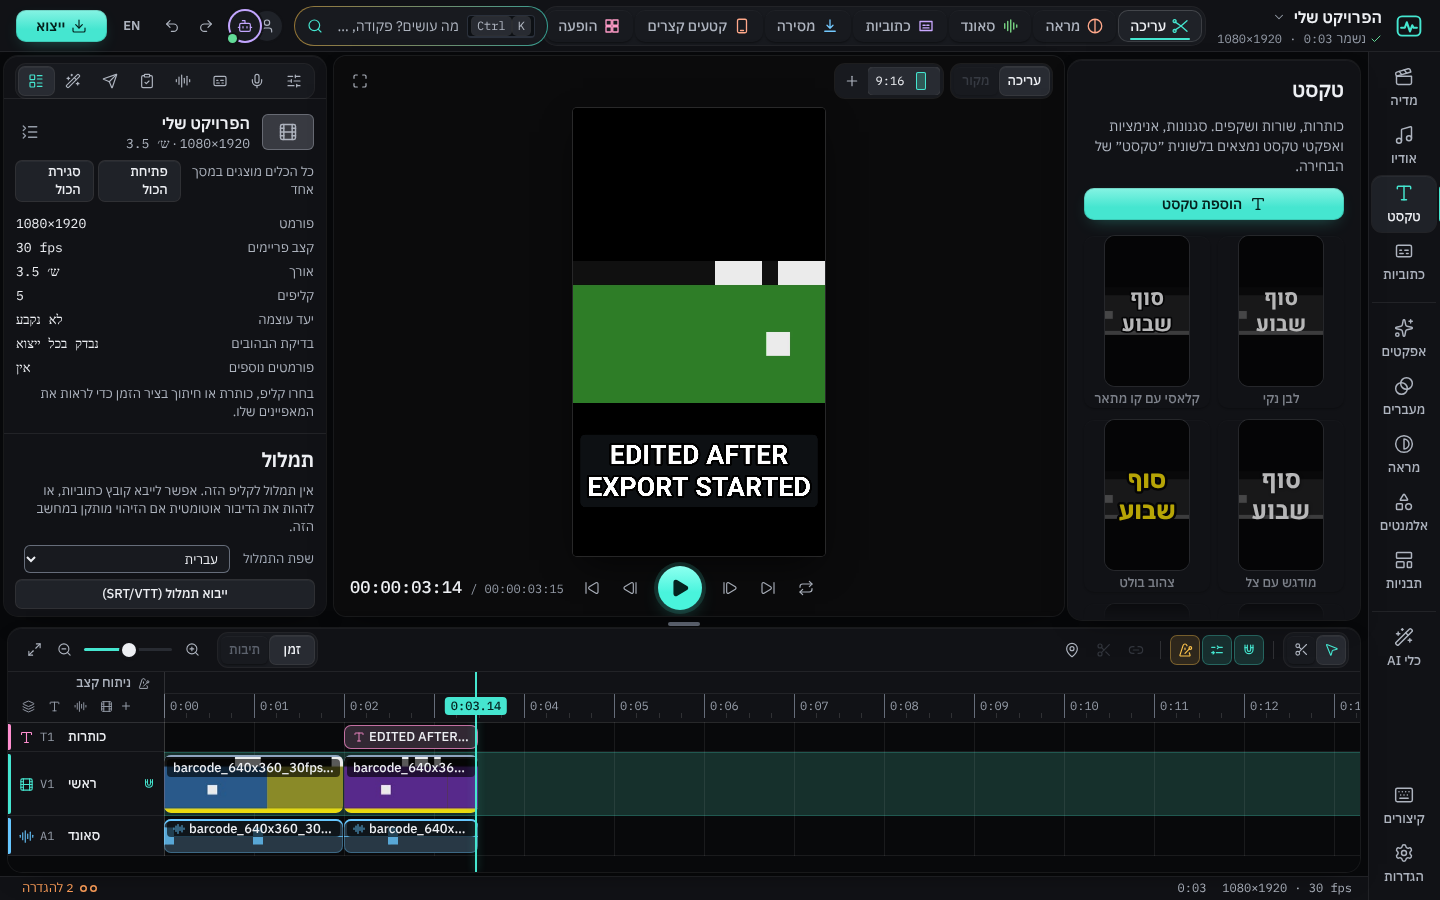 הפרויקט שלי
נשמר 0:03 · 1080×1920
עריכה
מראה
סאונד
כתוביות
מסירה
קטעים קצרים
הופעה
מה עושים? פקודה, ...
Ctrl K
EN
ייצוא
מדיה
אודיו
טקסט
כתוביות
אפקטים
מעברים
מראה
אלמנטים
תבניות
כלי AI
קיצורים
הגדרות
טקסט
כותרות, שורות ושקפים. סגנונות, אנימציות
ואפקטי טקסט נמצאים בלשונית ״טקסט״ של
הבחירה.
הוספת טקסט
סוף
שבוע
לבן נקי
סוף
שבוע
קלאסי עם קו מתאר
סוף
שבוע
מודגש עם צל
סוף
שבוע
צהוב בולט
עריכה
מקור
9:16
EDITED AFTER
EXPORT STARTED
00:00:03:14 / 00:00:03:15
הפרויקט שלי
1080×1920 · 3.5 ש׳
כל הכלים מוצגים במסך
אחד
פתיחת
הכול
סגירת
הכול
פורמט 1080×1920
קצב פריימים 30 fps
אורך 3.5 ש׳
קליפים 5
יעד עוצמה לא נקבע
בדיקת הבהובים נבדק בכל ייצוא
פורמטים נוספים אין
בחרו קליפ, כותרת או חיתוך בציר הזמן כדי לראות את
המאפיינים שלו.
תמלול
אין תמלול לקליפ הזה. אפשר לייבא קובץ כתוביות, או
לזהות את הדיבור אוטומטית אם הזיהוי מותקן במחשב
הזה.
שפת התמלול עברית
ייבוא תמלול (SRT/VTT)
זמן
תיבות
ניתוח קצב
0:00 0:01 0:02 0:03.14 0:04 0:05 0:06 0:07 0:08 0:09 0:10 0:11 0:12 0:1
T1 כותרות
EDITED AFTER...
V1 ראשי
barcode_640x360_30fps...
barcode_640x36...
A1 סאונד
barcode_640x360_30...
barcode_640x...
2 להגדרה
0:03 1080×1920 · 30 fps